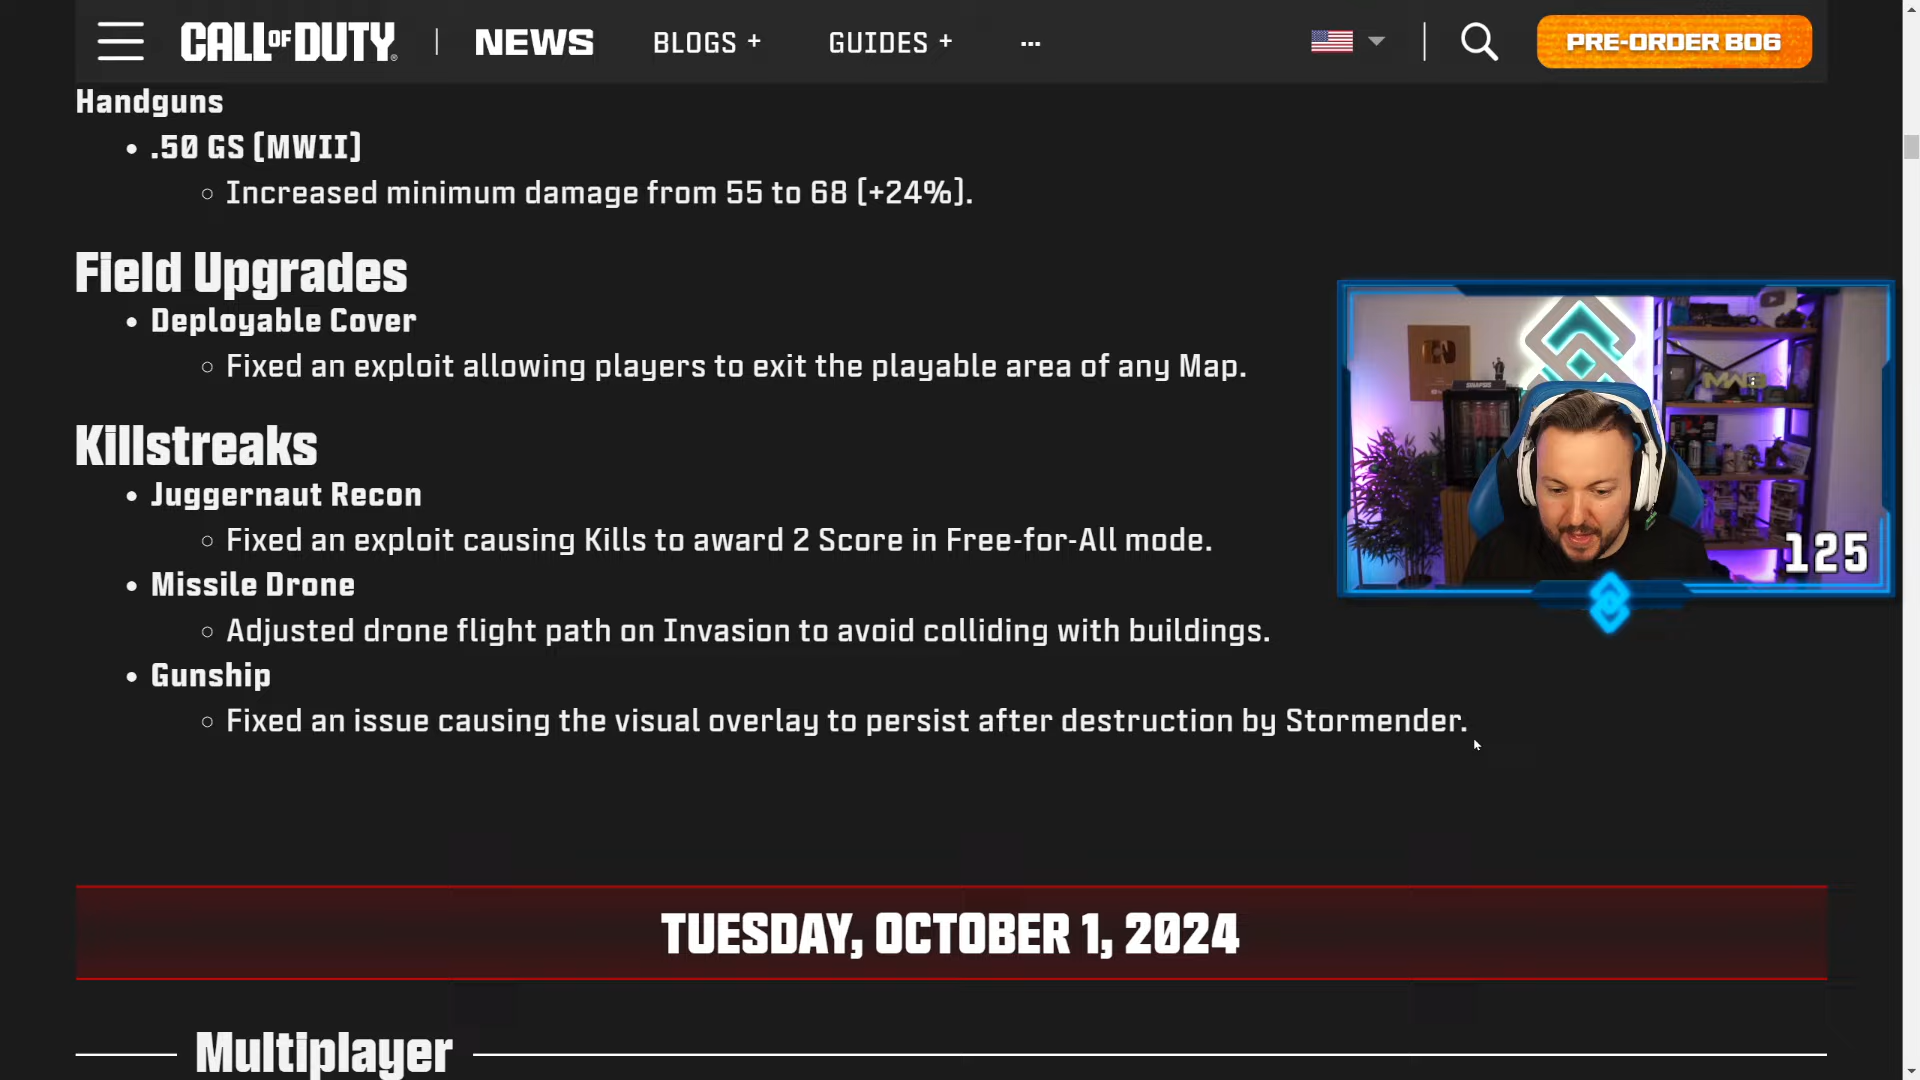 CALL OF DUTY | NEWS BLOGS + GUIDES + ... PRE-ORDER BO6
Handguns
• .50 GS [MWII]
○ Increased minimum damage from 55 to 68 [+24%].
Field Upgrades
• Deployable Cover
○ Fixed an exploit allowing players to exit the playable area of any Map.
Killstreaks
• Juggernaut Recon
○ Fixed an exploit causing Kills to award 2 Score in Free-for-All mode.
• Missile Drone
○ Adjusted drone flight path on Invasion to avoid colliding with buildings.
• Gunship
○ Fixed an issue causing the visual overlay to persist after destruction by Stormender.
MW3
125
TUESDAY, OCTOBER 1, 2024
Multiplayer